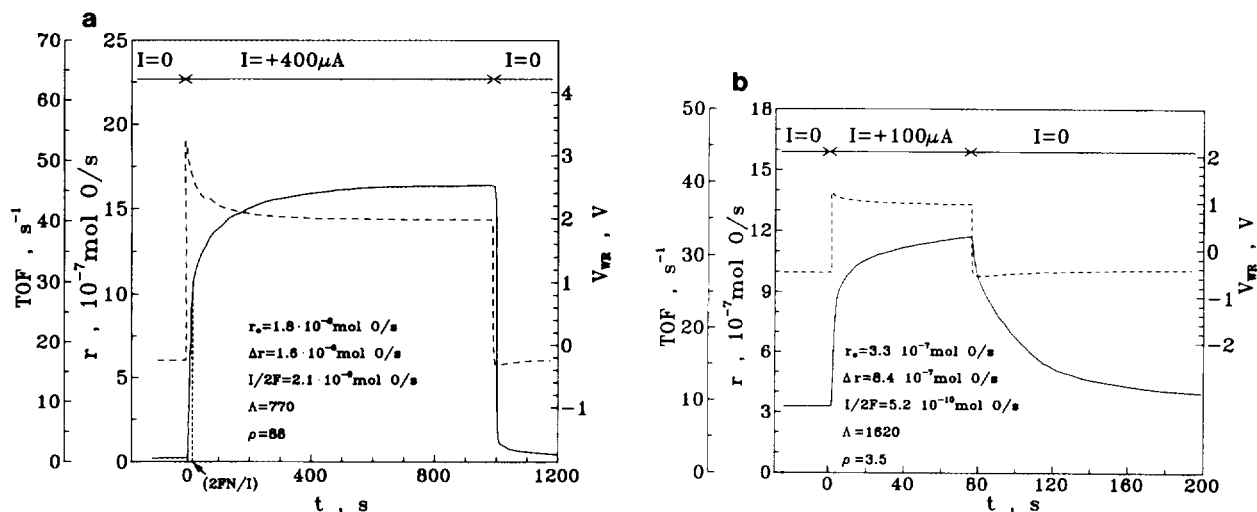 a
I=0 I=+400μA I=0
TOF , s⁻¹
70
60
50
40
30
20
10
0
r , 10⁻⁷mol O/s
25
20
15
10
5
0
4
3
2
1
0
-1
V_WR , V
r₀=1.8·10⁻⁸mol O/s
Δr=1.6·10⁻⁶mol O/s
I/2F=2.1·10⁻⁹mol O/s
Λ=770
ρ=88
0 400 800 1200
(2FN/I)
t , s
b
I=0 I=+100μA I=0
TOF , s⁻¹
50
40
30
20
10
0
r , 10⁻⁷mol O/s
18
16
14
12
9
6
5
3
2
0
2
1
0
-1
-2
V_WR , V
r₀=3.3 10⁻⁷mol O/s
Δr=8.4 10⁻⁷mol O/s
I/2F=5.2 10⁻¹⁰mol O/s
Λ=1620
ρ=3.5
0 40 80 120 160 200
t , s